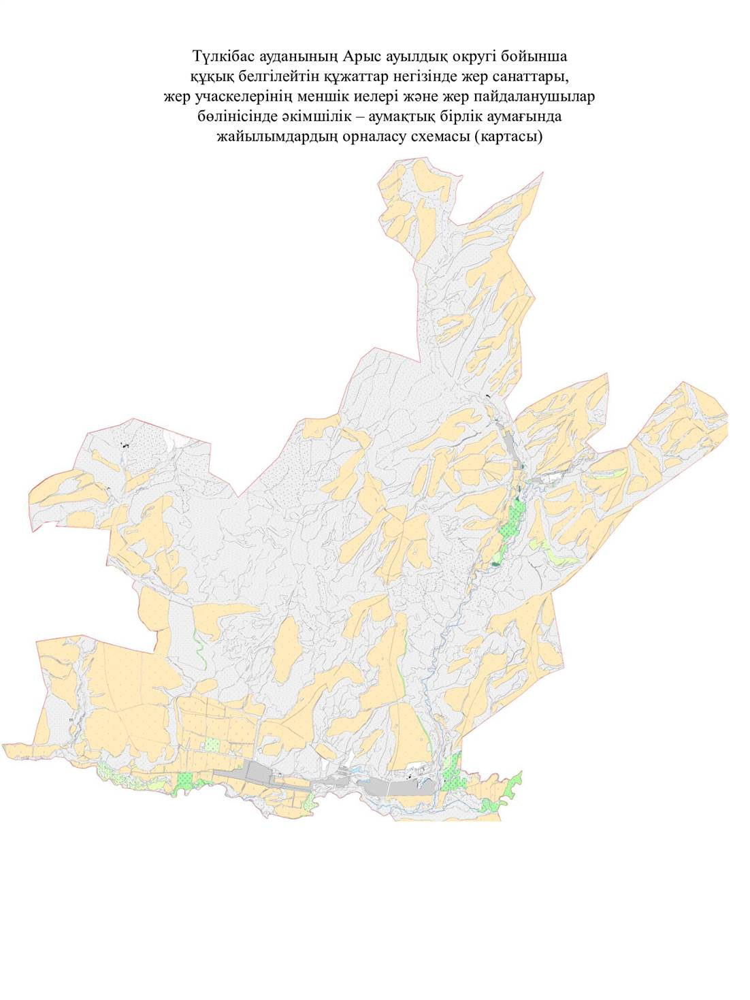 Түлкібас ауданының Арыс ауылдық округі бойынша
құқық белгілейтін құжаттар негізінде жер санаттары,
жер учаскелерінің меншік иелері және жер пайдаланушылар
бөлінісінде әкімшілік – аумақтық бірлік аумағында
жайылымдардың орналасу схемасы (картасы)